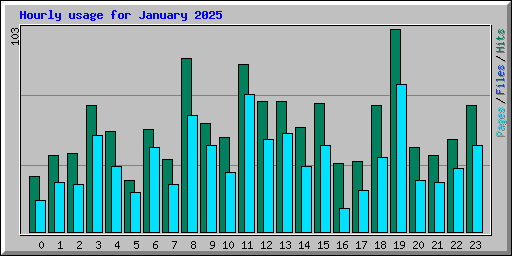 Hourly usage for January 2025
103
Pages/Files/Hits
0 1 2 3 4 5 6 7 8 9 10 11 12 13 14 15 16 17 18 19 20 21 22 23